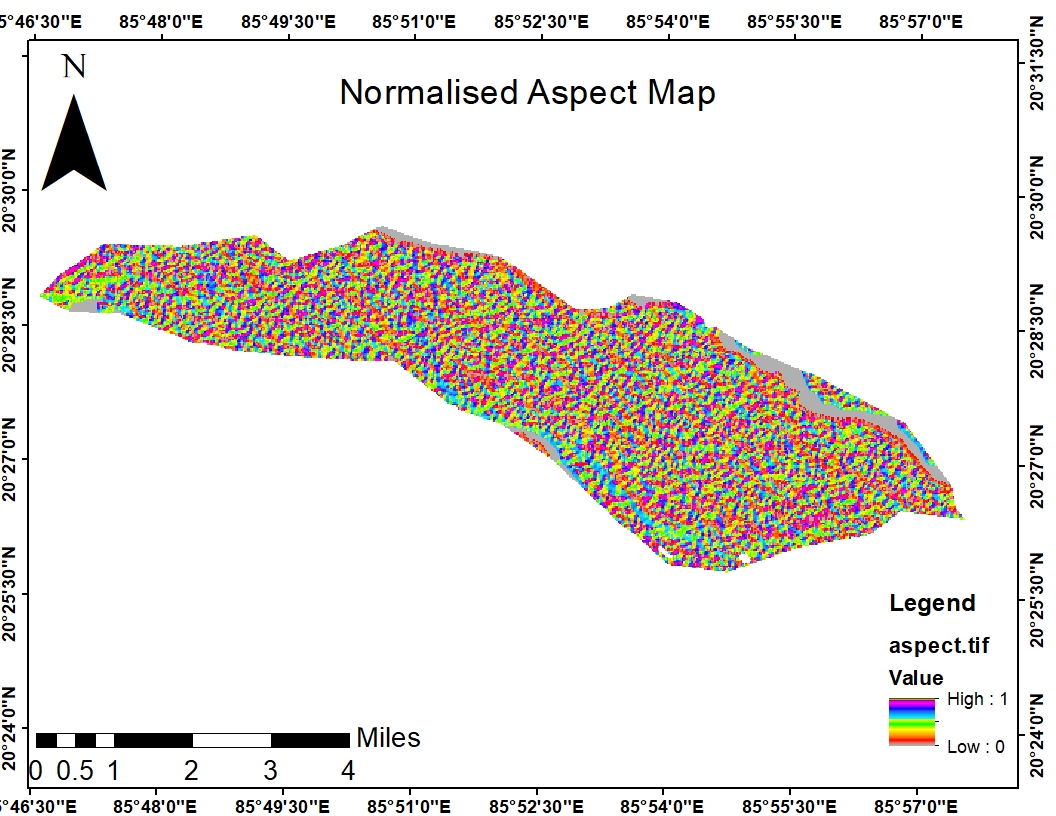 5°46'30"E 85°48'0"E 85°49'30"E 85°51'0"E 85°52'30"E 85°54'0"E 85°55'30"E 85°57'0"E
N
Normalised Aspect Map
20°30'0"N
20°28'30"N
20°27'0"N
20°25'30"N
20°24'0"N
20°31'30"N
20°30'0"N
20°28'30"N
20°27'0"N
20°25'30"N
20°24'0"N
Legend
aspect.tif
Value
High : 1
Low : 0
Miles
0 0.5 1 2 3 4
5°46'30"E 85°48'0"E 85°49'30"E 85°51'0"E 85°52'30"E 85°54'0"E 85°55'30"E 85°57'0"E